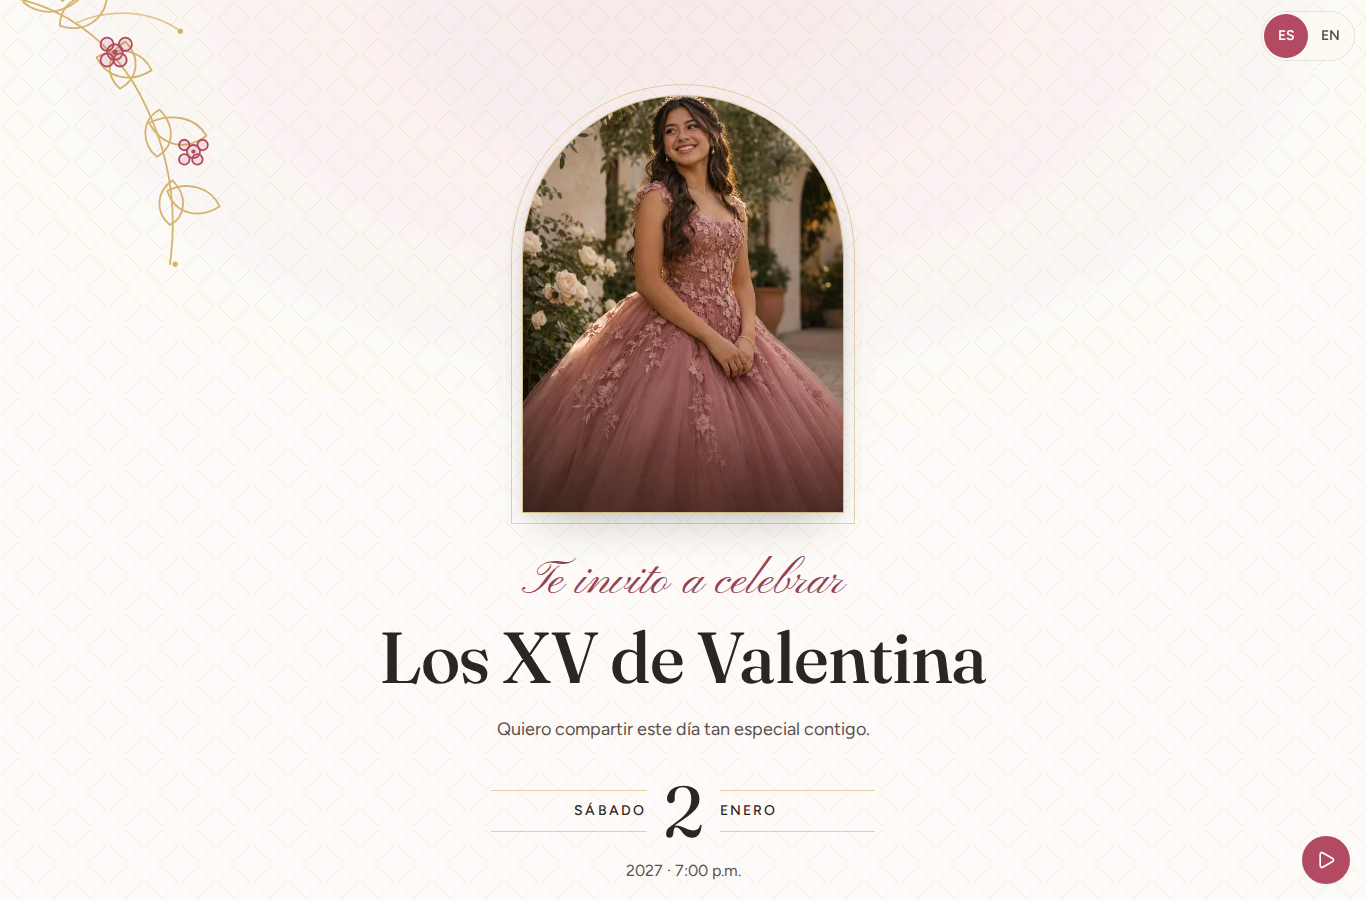 ES EN
Te invito a celebrar
Los XV de Valentina
Quiero compartir este día tan especial contigo.
SÁBADO 2 ENERO
2027 · 7:00 p.m.